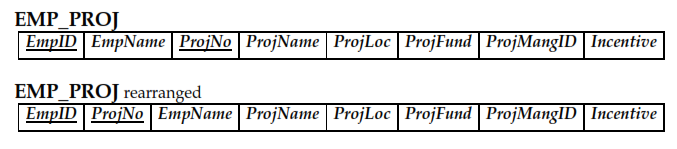 EMP_PROJ
EmpID EmpName ProjNo ProjName ProjLoc ProjFund ProjMangID Incentive
EMP_PROJ rearranged
EmpID ProjNo EmpName ProjName ProjLoc ProjFund ProjMangID Incentive